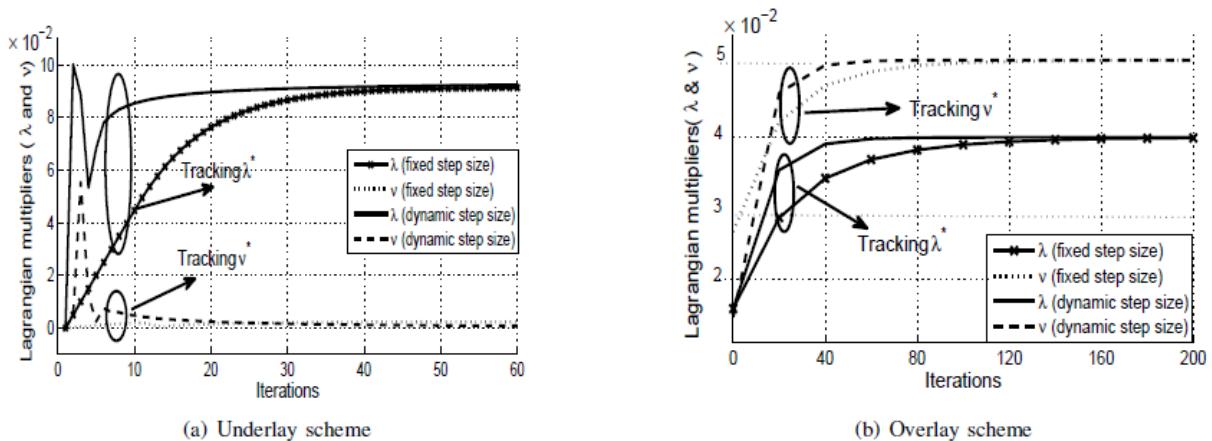 × 10⁻²
Lagrangian multipliers ( λ and ν)
10
8
6
4
2
0
Tracking λ*
Tracking ν*
λ (fixed step size)
ν (fixed step size)
λ (dynamic step size)
ν (dynamic step size)
0 10 20 30 40 50 60
Iterations
(a) Underlay scheme
×10⁻²
Lagrangian multipliers( λ & ν )
5
4
3
2
Tracking ν*
Tracking λ*
λ (fixed step size)
ν (fixed step size)
λ (dynamic step size)
ν (dynamic step size)
0 40 80 120 160 200
Iterations
(b) Overlay scheme